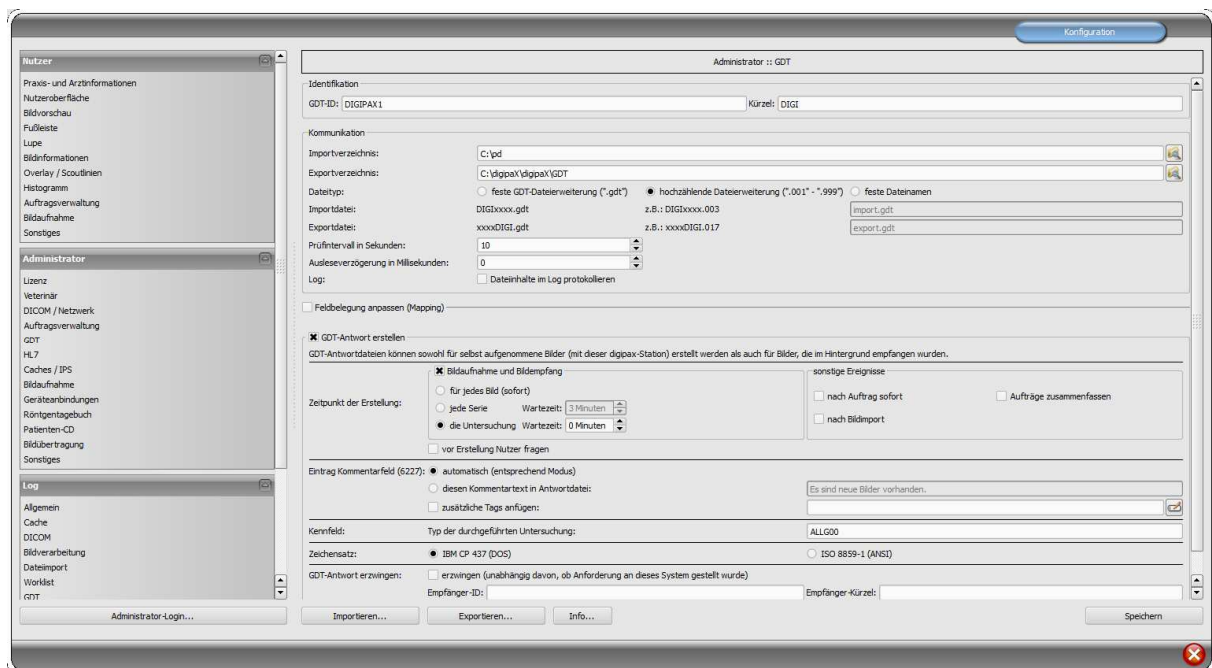 Konfiguration
Nutzer
Praxis- und Arztinformationen
Nutzeroberfläche
Bildvorschau
Fußleiste
Lupe
Bildinformationen
Overlay / Scoutlinien
Histogramm
Auftragsverwaltung
Bildaufnahme
Sonstiges
Administrator
Lizenz
Veterinär
DICOM / Netzwerk
Auftragsverwaltung
GDT
HL7
Caches / IPS
Bildaufnahme
Geräteanbindungen
Röntgentagebuch
Patienten-CD
Bildübertragung
Sonstiges
Log
Allgemein
Cache
DICOM
Bildverarbeitung
Dateiimport
Worklist
GDT
Administrator-Login...
Administrator :: GDT
Identifikation
GDT-ID: DIGIPAX1 Kürzel: DIGI
Kommunikation
Importverzeichnis: C:\pd
Exportverzeichnis: C:\digipaX\digipaX\GDT
Dateityp: feste GDT-Dateierweiterung (".gdt") hochzählende Dateierweiterung (".001" - ".999") feste Dateinamen
Importdatei: DIGIxxxx.gdt z.B.: DIGIxxxx.003 import.gdt
Exportdatei: xxxxDIGI.gdt z.B.: xxxxDIGI.017 export.gdt
Prüfintervall in Sekunden: 10
Ausleseverzögerung in Millisekunden: 0
Log: Dateiinhalte im Log protokollieren
Feldbelegung anpassen (Mapping)
GDT-Antwort erstellen
GDT-Antwortdateien können sowohl für selbst aufgenommene Bilder (mit dieser digipax-Station) erstellt werden als auch für Bilder, die im Hintergrund empfangen wurden.
Zeitpunkt der Erstellung:
Bildaufnahme und Bildempfang
für jedes Bild (sofort)
jede Serie Wartezeit: 3 Minuten
die Untersuchung Wartezeit: 0 Minuten
vor Erstellung Nutzer fragen
sonstige Ereignisse
nach Auftrag sofort Aufträge zusammenfassen
nach Bildimport
Eintrag Kommentarfeld (6227): automatisch (entsprechend Modus)
diesen Kommentartext in Antwortdatei: Es sind neue Bilder vorhanden.
zusätzliche Tags anfügen:
Kennfeld: Typ der durchgeführten Untersuchung: ALLG00
Zeichensatz: IBM CP 437 (DOS) ISO 8859-1 (ANSI)
GDT-Antwort erzwingen: erzwingen (unabhängig davon, ob Anforderung an dieses System gestellt wurde)
Empfänger-ID: Empfänger-Kürzel:
Importieren... Exportieren... Info... Speichern